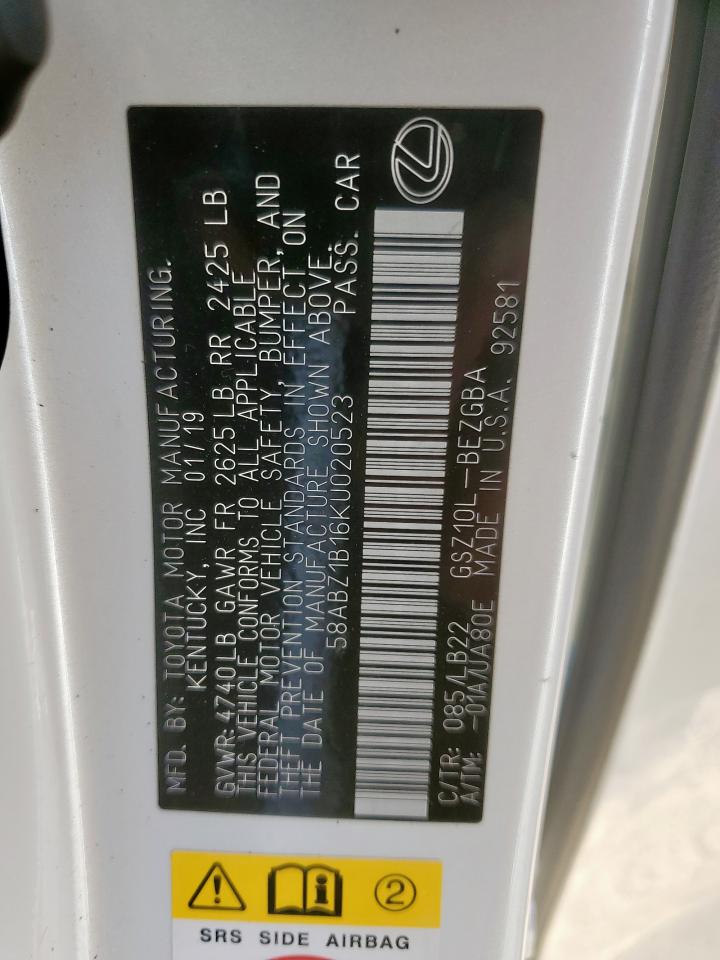 MFD. BY: TOYOTA MOTOR MANUFACTURING.
KENTUCKY, INC 01/19
GVWR: 4740LB GAWR FR 2625LB RR 2425 LB
THIS VEHICLE CONFORMS TO ALL APPLICABLE
FEDERAL MOTOR VEHICLE SAFETY, BUMPER, AND
THEFT PREVENTION STANDARDS IN EFFECT ON
THE DATE OF MANUFACTURE SHOWN ABOVE.
58ABZ1B16KU020523 PASS. CAR
C/TR: 085/LB22 GSZ10L-BEZGBA
A/TM: -01A/UA80E MADE IN U.S.A. 92581
2
SRS SIDE AIRBAG